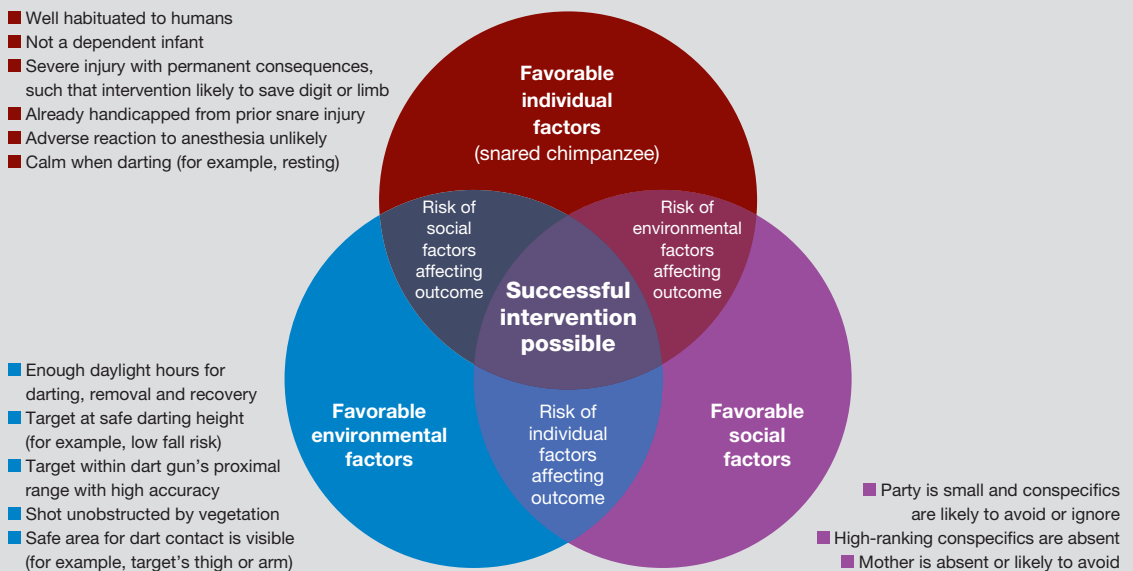 Well habituated to humans
Not a dependent infant
Severe injury with permanent consequences,
such that intervention likely to save digit or limb
Already handicapped from prior snare injury
Adverse reaction to anesthesia unlikely
Calm when darting (for example, resting)
Favorable
individual
factors
(snared chimpanzee)
Risk of
social
factors
affecting
outcome
Risk of
environmental
factors
affecting
outcome
Successful
intervention
possible
Enough daylight hours for
darting, removal and recovery
Target at safe darting height
(for example, low fall risk)
Target within dart gun’s proximal
range with high accuracy
Shot unobstructed by vegetation
Safe area for dart contact is visible
(for example, target’s thigh or arm)
Favorable
environmental
factors
Risk of
individual
factors
affecting
outcome
Favorable
social
factors
Party is small and conspecifics
are likely to avoid or ignore
High-ranking conspecifics are absent
Mother is absent or likely to avoid